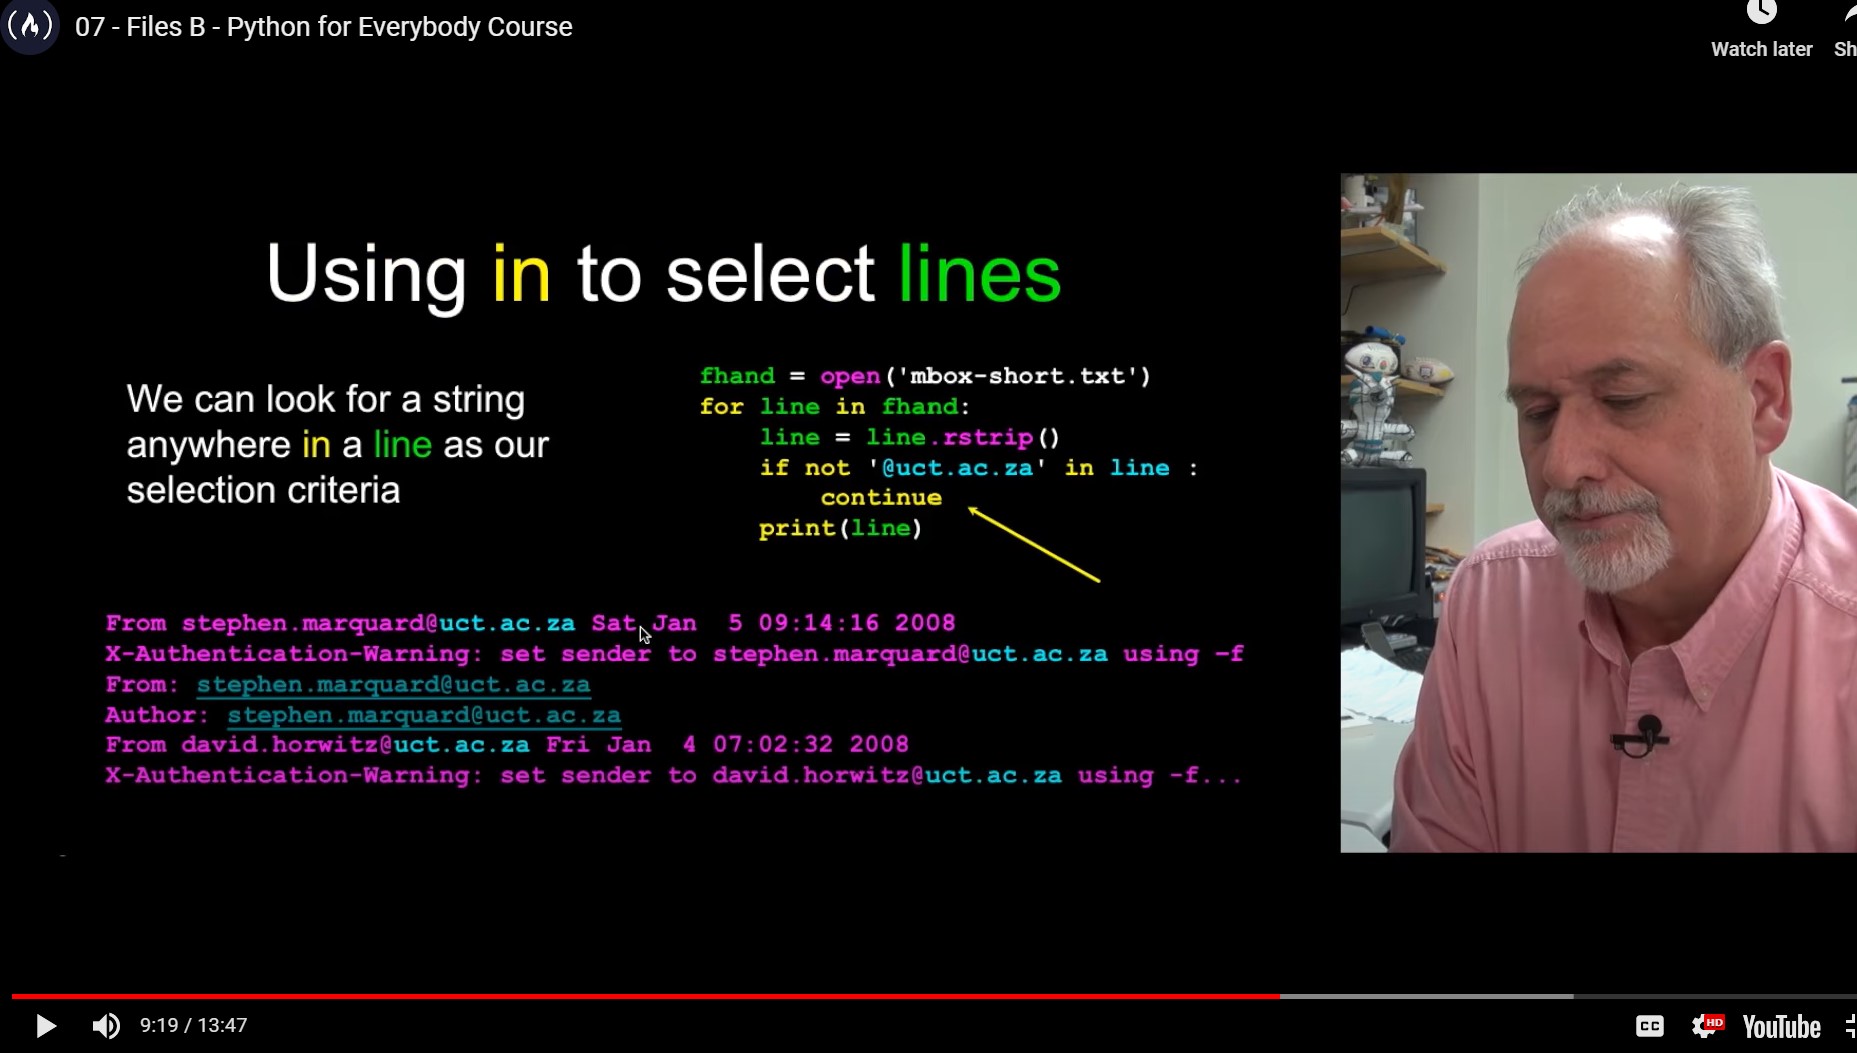 07 - Files B - Python for Everybody Course
Watch later
Sh
Using in to select lines
We can look for a string
anywhere in a line as our
selection criteria
fhand = open('mbox-short.txt')
for line in fhand:
    line = line.rstrip()
    if not '@uct.ac.za' in line :
        continue
    print(line)
From stephen.marquard@uct.ac.za Sat Jan  5 09:14:16 2008
X-Authentication-Warning: set sender to stephen.marquard@uct.ac.za using –f
From: stephen.marquard@uct.ac.za
Author: stephen.marquard@uct.ac.za
From david.horwitz@uct.ac.za Fri Jan  4 07:02:32 2008
X-Authentication-Warning: set sender to david.horwitz@uct.ac.za using -f...
9:19 / 13:47
CC
HD
YouTube